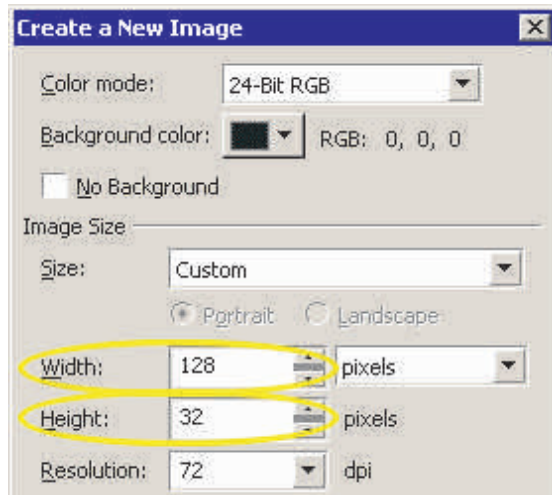 Create a New Image
Color mode: 24-Bit RGB
Background color: RGB: 0, 0, 0
No Background
Image Size
Size: Custom
Portrait Landscape
Width: 128 pixels
Height: 32 pixels
Resolution: 72 dpi